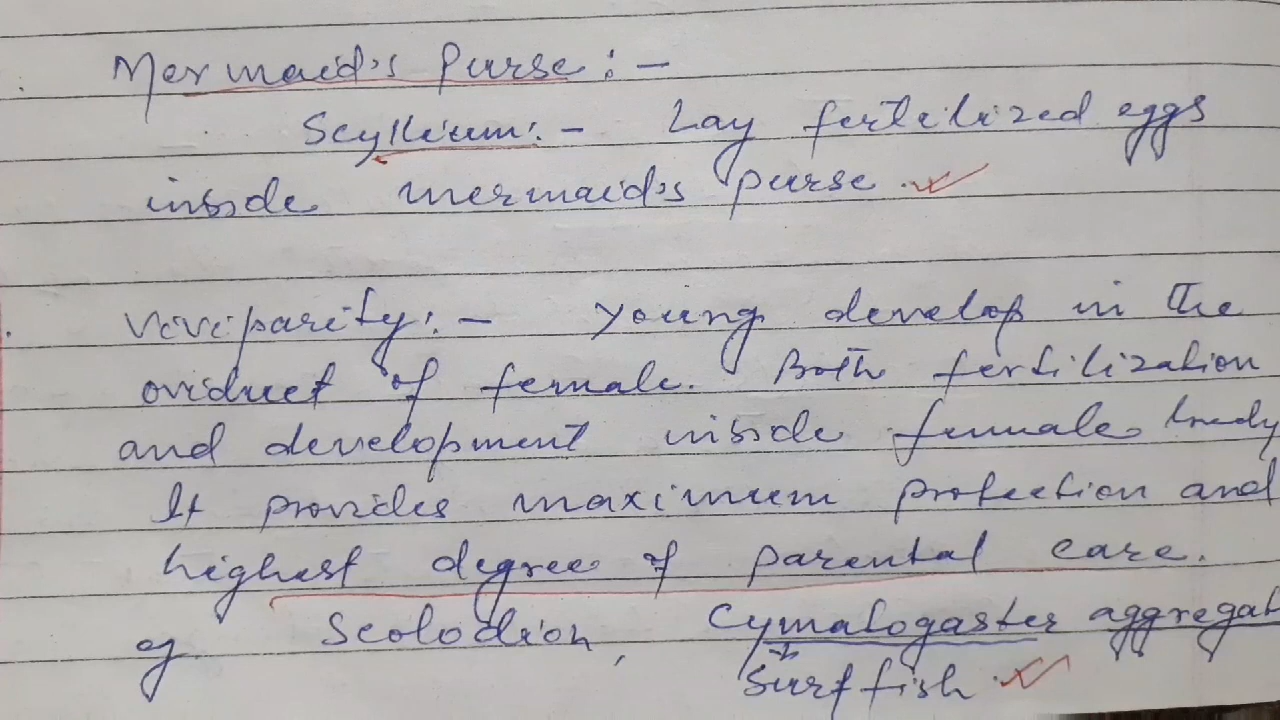 Mermaid's Purse :-
Scyllium :- Lay fertilized eggs
inside mermaid's purse.
Viviparity :- Young develop in the
oviduct of female. Both fertilization
and development inside female body
It provides maximum protection and
highest degree of parental care.
eg Scolodion, Cymatogaster aggregat
Surf fish.